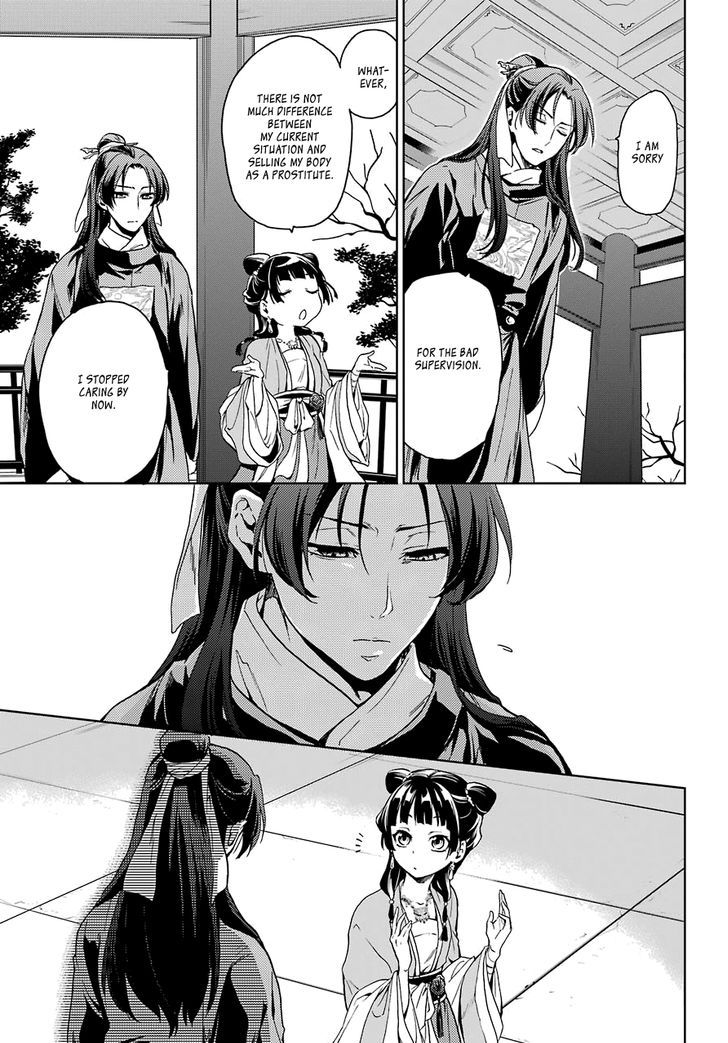 I AM
SORRY
FOR THE BAD
SUPERVISION.
WHAT-
EVER,
THERE IS NOT
MUCH DIFFERENCE
BETWEEN
MY CURRENT
SITUATION AND
SELLING MY BODY
AS A PROSTITUTE.
I STOPPED
CARING BY
NOW.